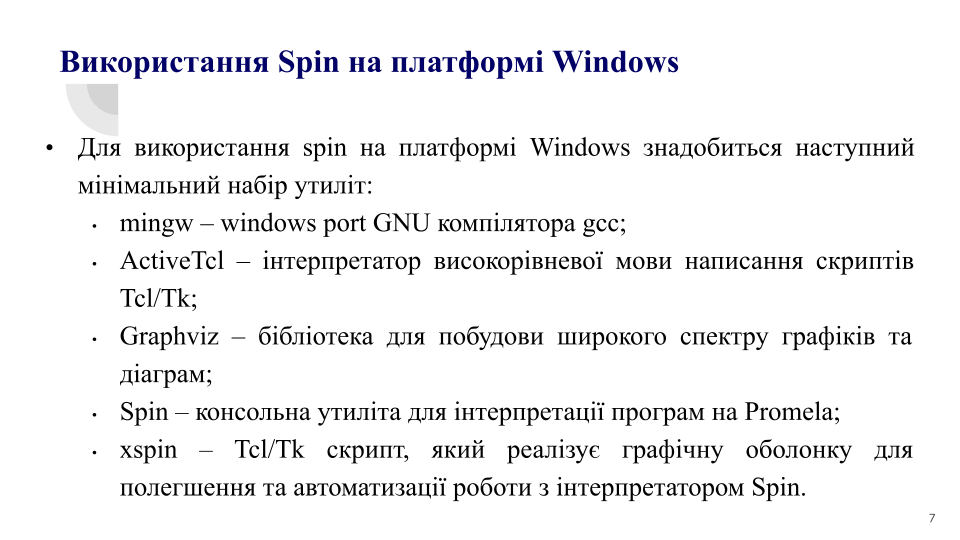 Використання Spin на платформі Windows
• Для використання spin на платформі Windows знадобиться наступний
мінімальний набір утиліт:
• mingw – windows port GNU компілятора gcc;
• ActiveTcl – інтерпретатор високорівневої мови написання скриптів
Tcl/Tk;
• Graphviz – бібліотека для побудови широкого спектру графіків та
діаграм;
• Spin – консольна утиліта для інтерпретації програм на Promela;
• xspin – Tcl/Tk скрипт, який реалізує графічну оболонку для
полегшення та автоматизації роботи з інтерпретатором Spin.
7